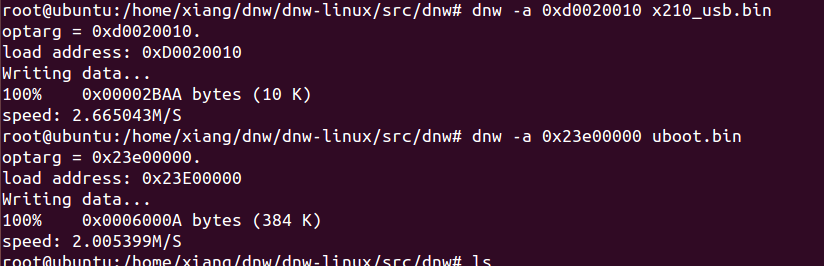 root@ubuntu:/home/xiang/dnw/dnw-linux/src/dnw# dnw -a 0xd0020010 x210_usb.bin
optarg = 0xd0020010.
load address: 0xD0020010
Writing data...
100%    0x00002BAA bytes (10 K)
speed: 2.665043M/S
root@ubuntu:/home/xiang/dnw/dnw-linux/src/dnw# dnw -a 0x23e00000 uboot.bin
optarg = 0x23e00000.
load address: 0x23E00000
Writing data...
100%    0x0006000A bytes (384 K)
speed: 2.005399M/S
root@ubuntu:/home/xiang/dnw/dnw-linux/src/dnw# ls